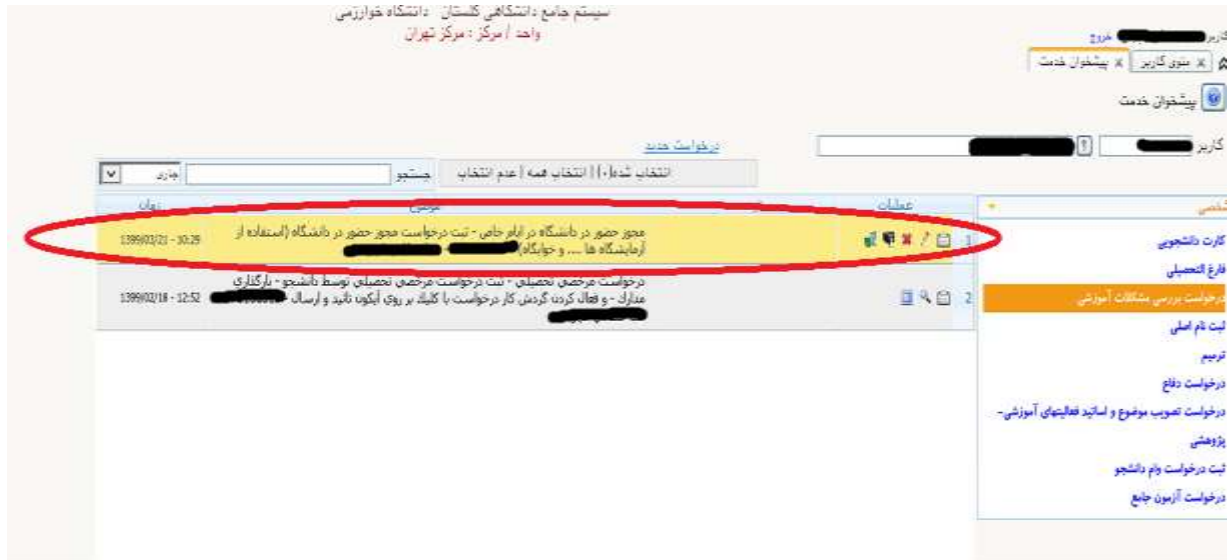 سیستم جامع دانشگاهی گلستان دانشگاه خوارزمی
واحد / مرکز : مرکز تهران
کاربر خروج
منوی کاربر x پیشخوان خدمت x
پیشخوان خدمت
کاربر
درخواست جدید
انتخاب شده[۰] | انتخاب همه | عدم انتخاب جستجو جاری
شخصی
کارت دانشجویی
فارغ التحصیلی
درخواست بررسی مشکلات آموزشی
ثبت نام اصلی
ترمیم
درخواست دفاع
درخواست تصویب موضوع و اساتید فعالیتهای آموزشی-
پژوهشی
ثبت درخواست وام دانشجو
درخواست آزمون جامع
عملیات موضوع زمان
1 مجوز حضور در دانشگاه در ایام خاص - ثبت درخواست مجوز حضور در دانشگاه (استفاده از 1399/03/21 - 10:29
آزمایشگاه ها .... و خوابگاه)
2 درخواست مرخصی تحصیلی - ثبت درخواست مرخصی تحصیلی توسط دانشجو - بارگذاری
مدارک - و فعال کردن گردش کار درخواست با کلیک بر روی آیکون تائید و ارسال - 1399/02/18 - 12:52